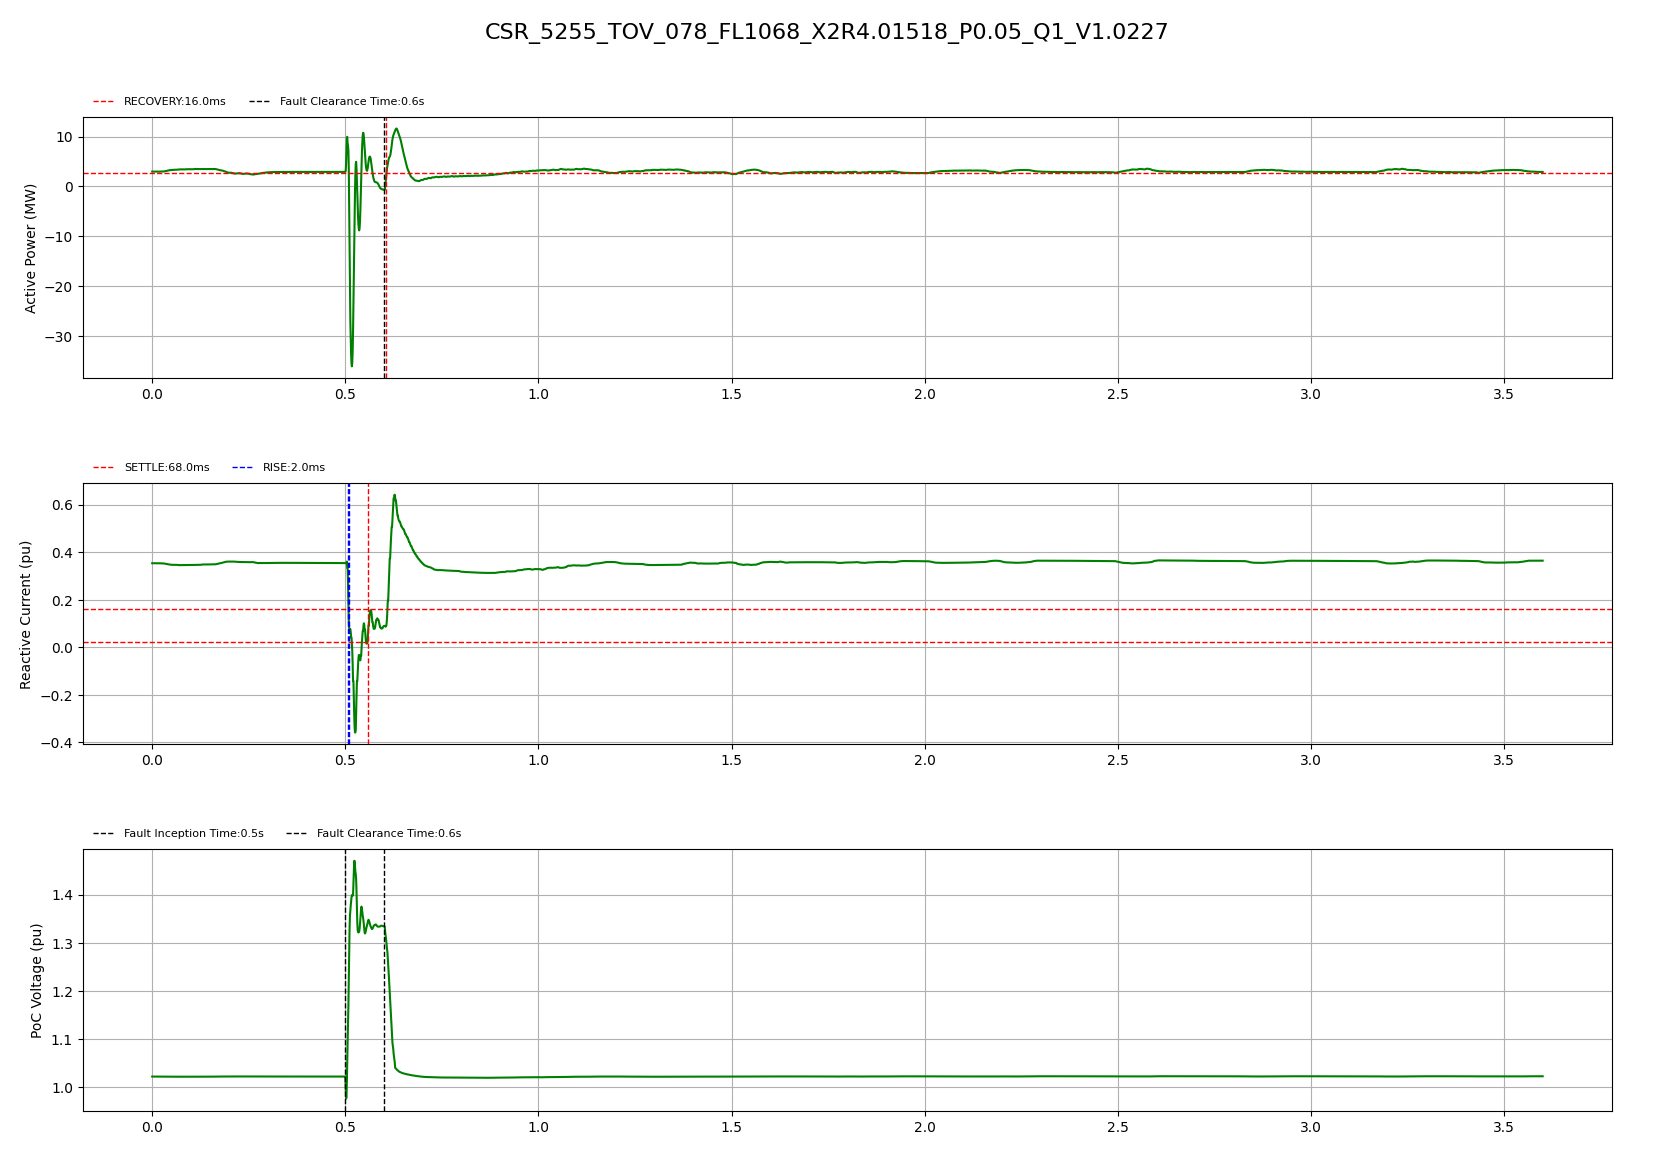 CSR_5255_TOV_078_FL1068_X2R4.01518_P0.05_Q1_V1.0227
RECOVERY:16.0ms Fault Clearance Time:0.6s
Active Power (MW)
10
0
−10
−20
−30
0.0 0.5 1.0 1.5 2.0 2.5 3.0 3.5
SETTLE:68.0ms RISE:2.0ms
Reactive Current (pu)
0.6
0.4
0.2
0.0
−0.2
−0.4
0.0 0.5 1.0 1.5 2.0 2.5 3.0 3.5
Fault Inception Time:0.5s Fault Clearance Time:0.6s
PoC Voltage (pu)
1.4
1.3
1.2
1.1
1.0
0.0 0.5 1.0 1.5 2.0 2.5 3.0 3.5